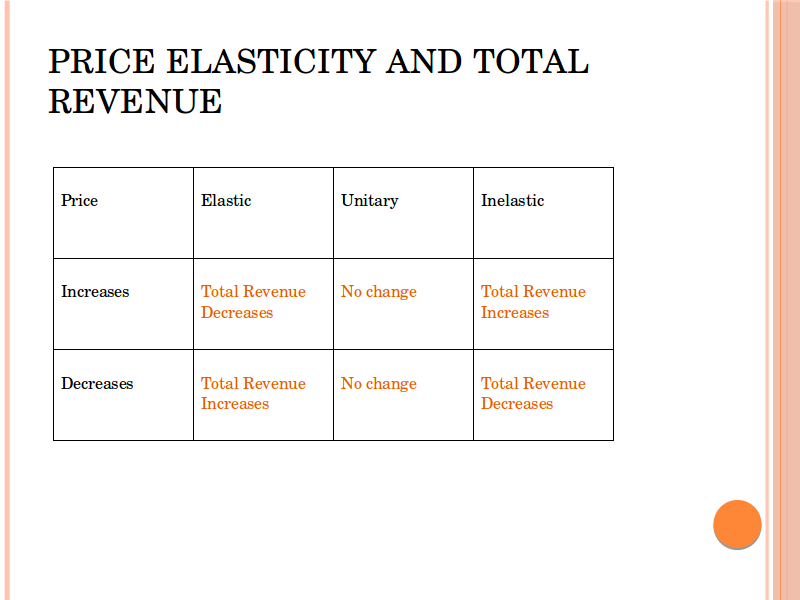 PRICE ELASTICITY AND TOTAL
REVENUE
Price Elastic Unitary Inelastic
Increases Total Revenue Decreases No change Total Revenue Increases
Decreases Total Revenue Increases No change Total Revenue Decreases